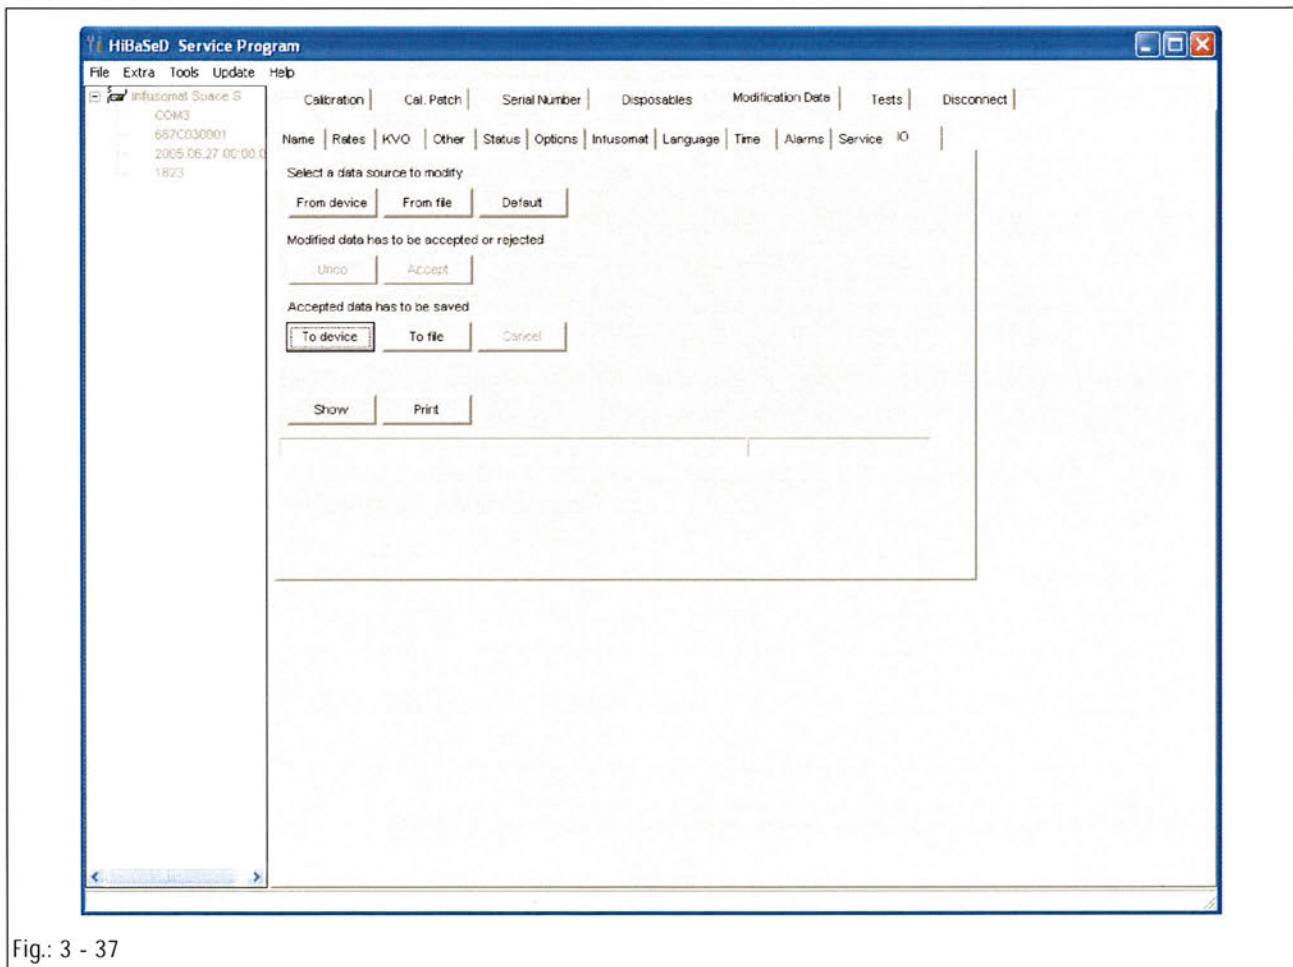 HiBaSeD Service Program
File Extra Tools Update Help
Infusomat Space S
COM3
687C030001
2005.06.27 00:00:0
1823
Calibration Cal. Patch Serial Number Disposables Modification Data Tests Disconnect
Name Rates KVO Other Status Options Infusomat Language Time Alarms Service IO
Select a data source to modify
From device From file Default
Modified data has to be accepted or rejected
Undo Accept
Accepted data has to be saved
To device To file Cancel
Show Print
Fig.: 3 - 37